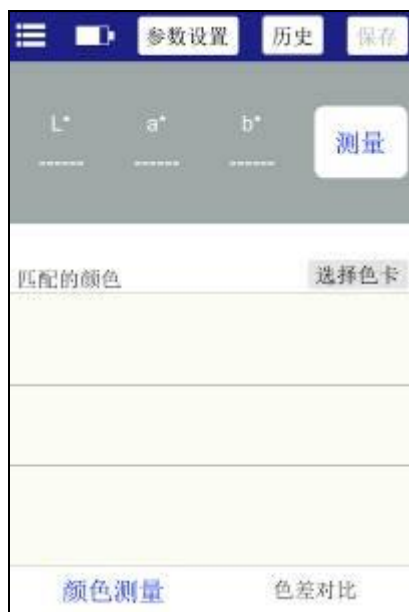 参数设置 历史 保存
L* a* b*
------ ------ ------ 测量
匹配的颜色 选择色卡
颜色测量 色差对比